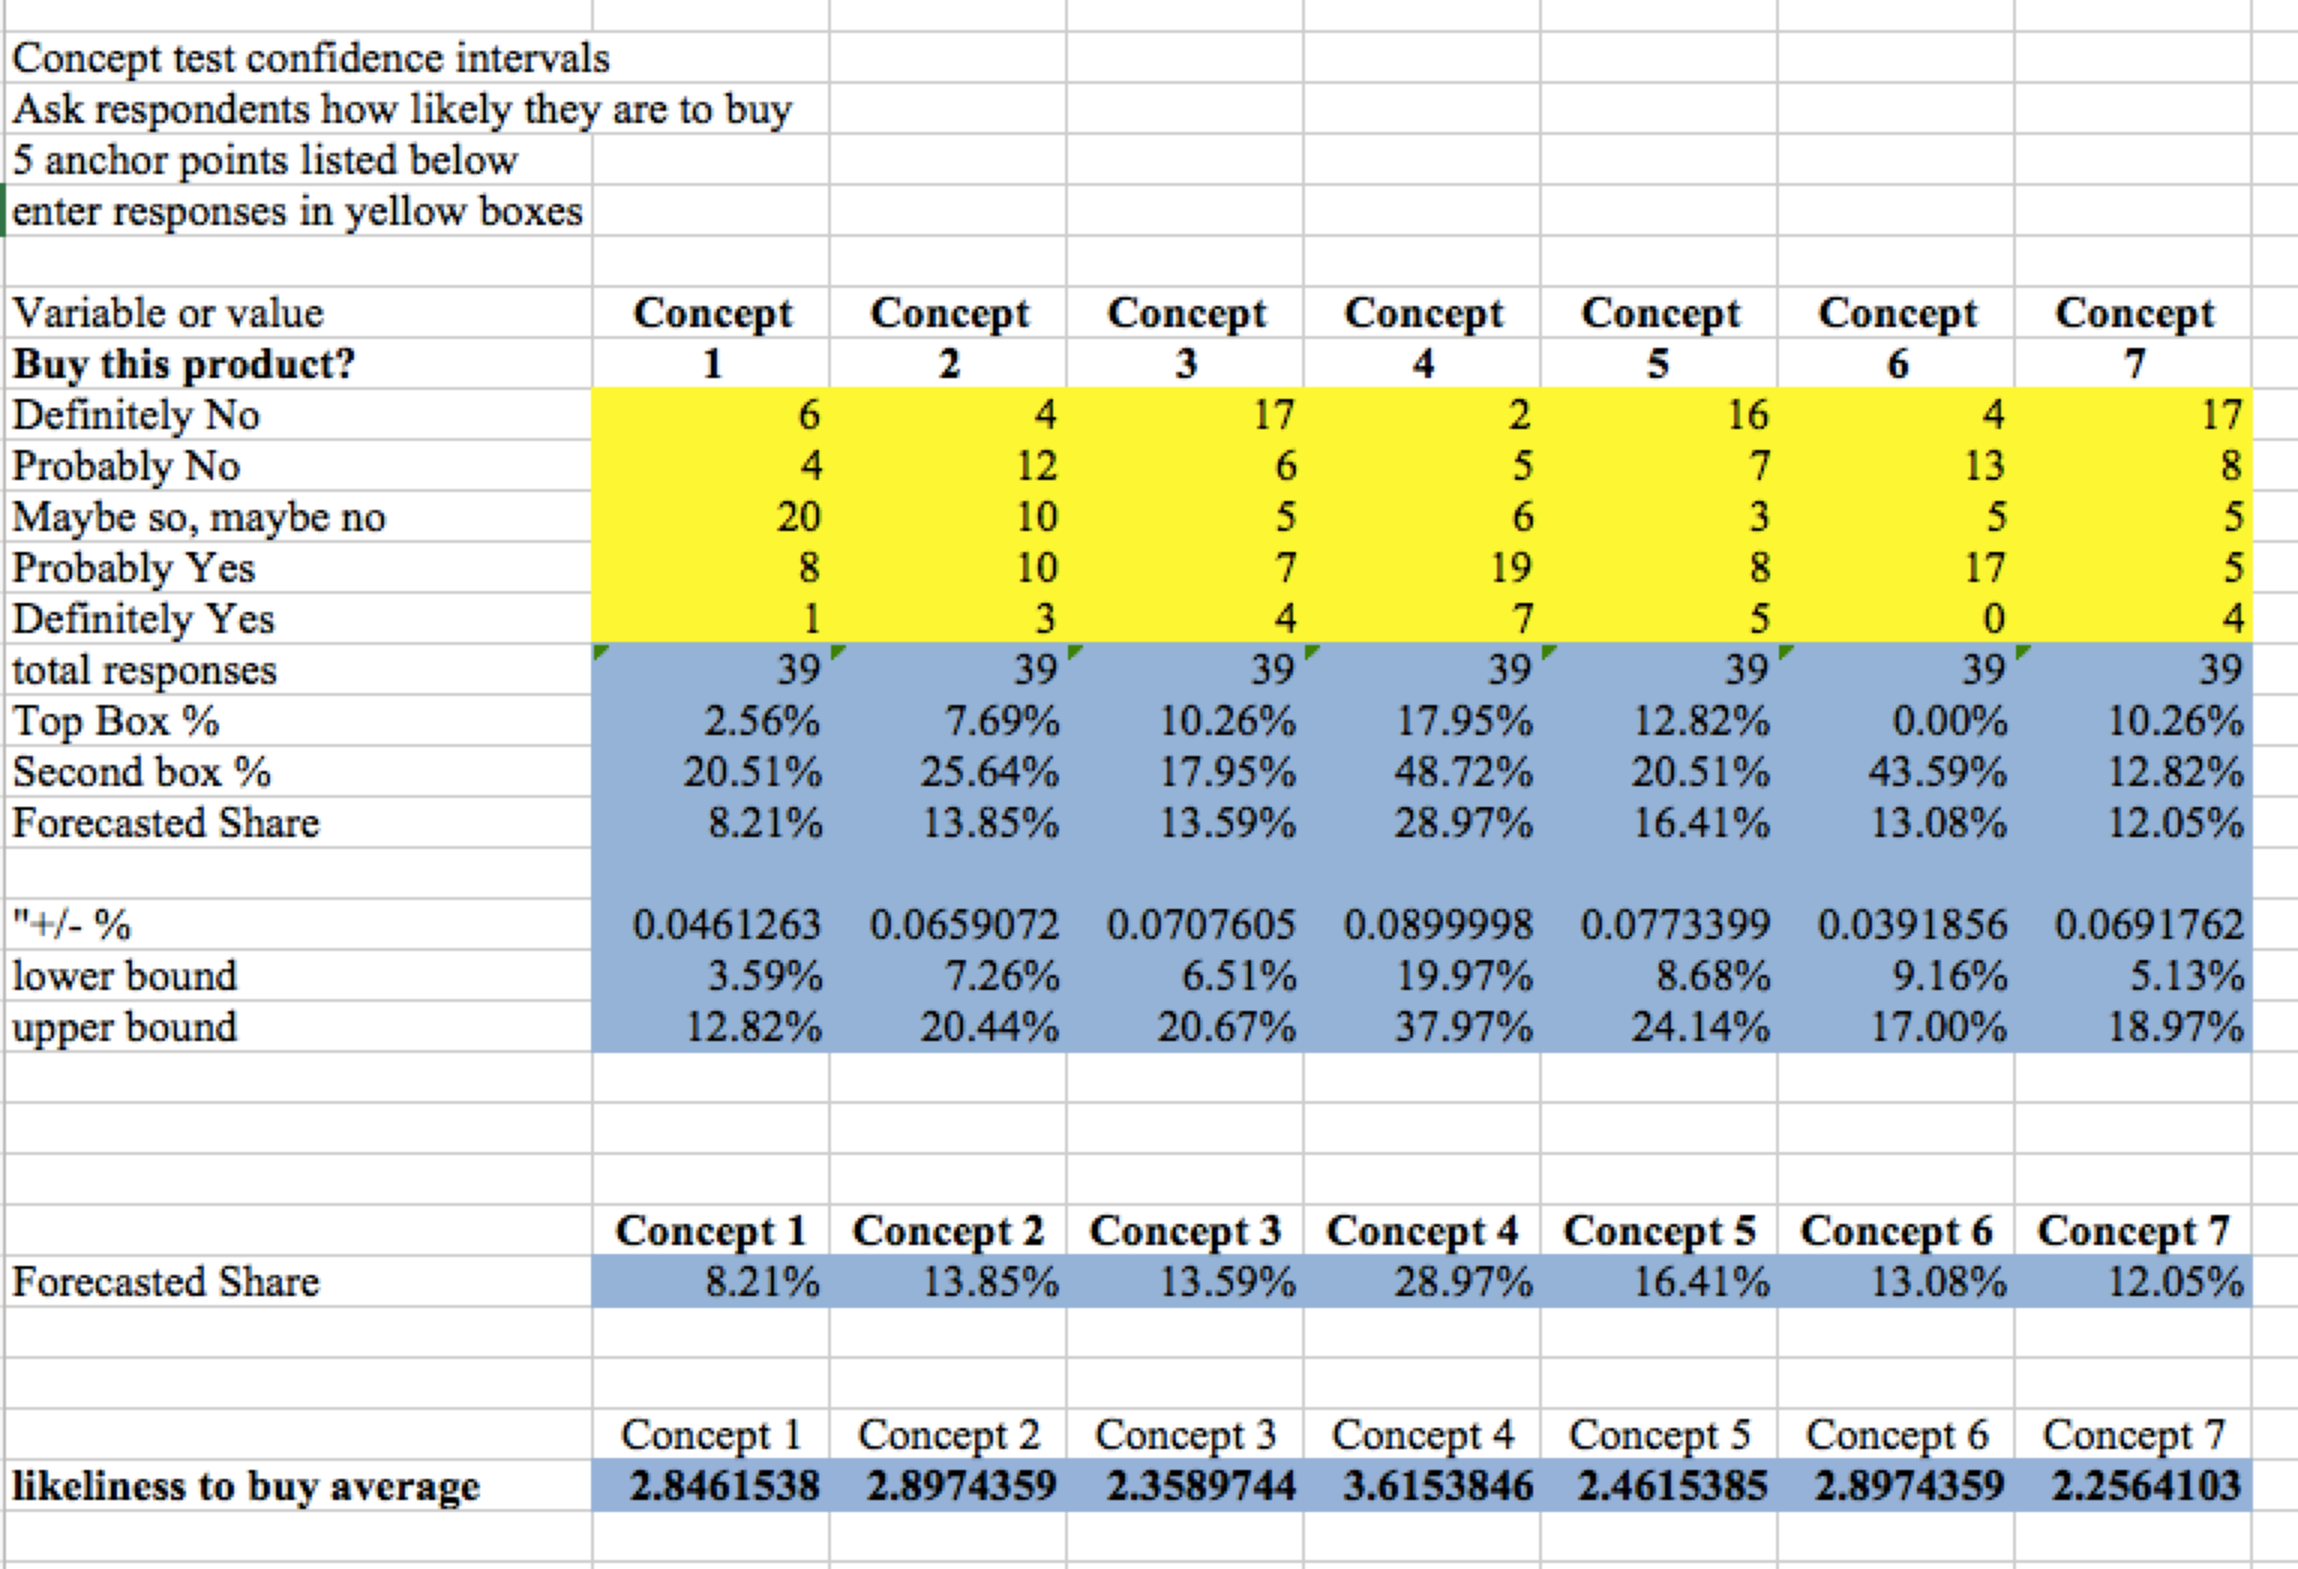 Concept test confidence intervals
Ask respondents how likely they are to buy
5 anchor points listed below
enter responses in yellow boxes
Variable or value Concept Concept Concept Concept Concept Concept Concept
Buy this product? 1 2 3 4 5 6 7
Definitely No 6 4 17 2 16 4 17
Probably No 4 12 6 5 7 13 8
Maybe so, maybe no 20 10 5 6 3 5 5
Probably Yes 8 10 7 19 8 17 5
Definitely Yes 1 3 4 7 5 0 4
total responses 39 39 39 39 39 39 39
Top Box % 2.56% 7.69% 10.26% 17.95% 12.82% 0.00% 10.26%
Second box % 20.51% 25.64% 17.95% 48.72% 20.51% 43.59% 12.82%
Forecasted Share 8.21% 13.85% 13.59% 28.97% 16.41% 13.08% 12.05%
"+/- % 0.0461263 0.0659072 0.0707605 0.0899998 0.0773399 0.0391856 0.0691762
lower bound 3.59% 7.26% 6.51% 19.97% 8.68% 9.16% 5.13%
upper bound 12.82% 20.44% 20.67% 37.97% 24.14% 17.00% 18.97%
Concept 1 Concept 2 Concept 3 Concept 4 Concept 5 Concept 6 Concept 7
Forecasted Share 8.21% 13.85% 13.59% 28.97% 16.41% 13.08% 12.05%
Concept 1 Concept 2 Concept 3 Concept 4 Concept 5 Concept 6 Concept 7
likeliness to buy average 2.8461538 2.8974359 2.3589744 3.6153846 2.4615385 2.8974359 2.2564103